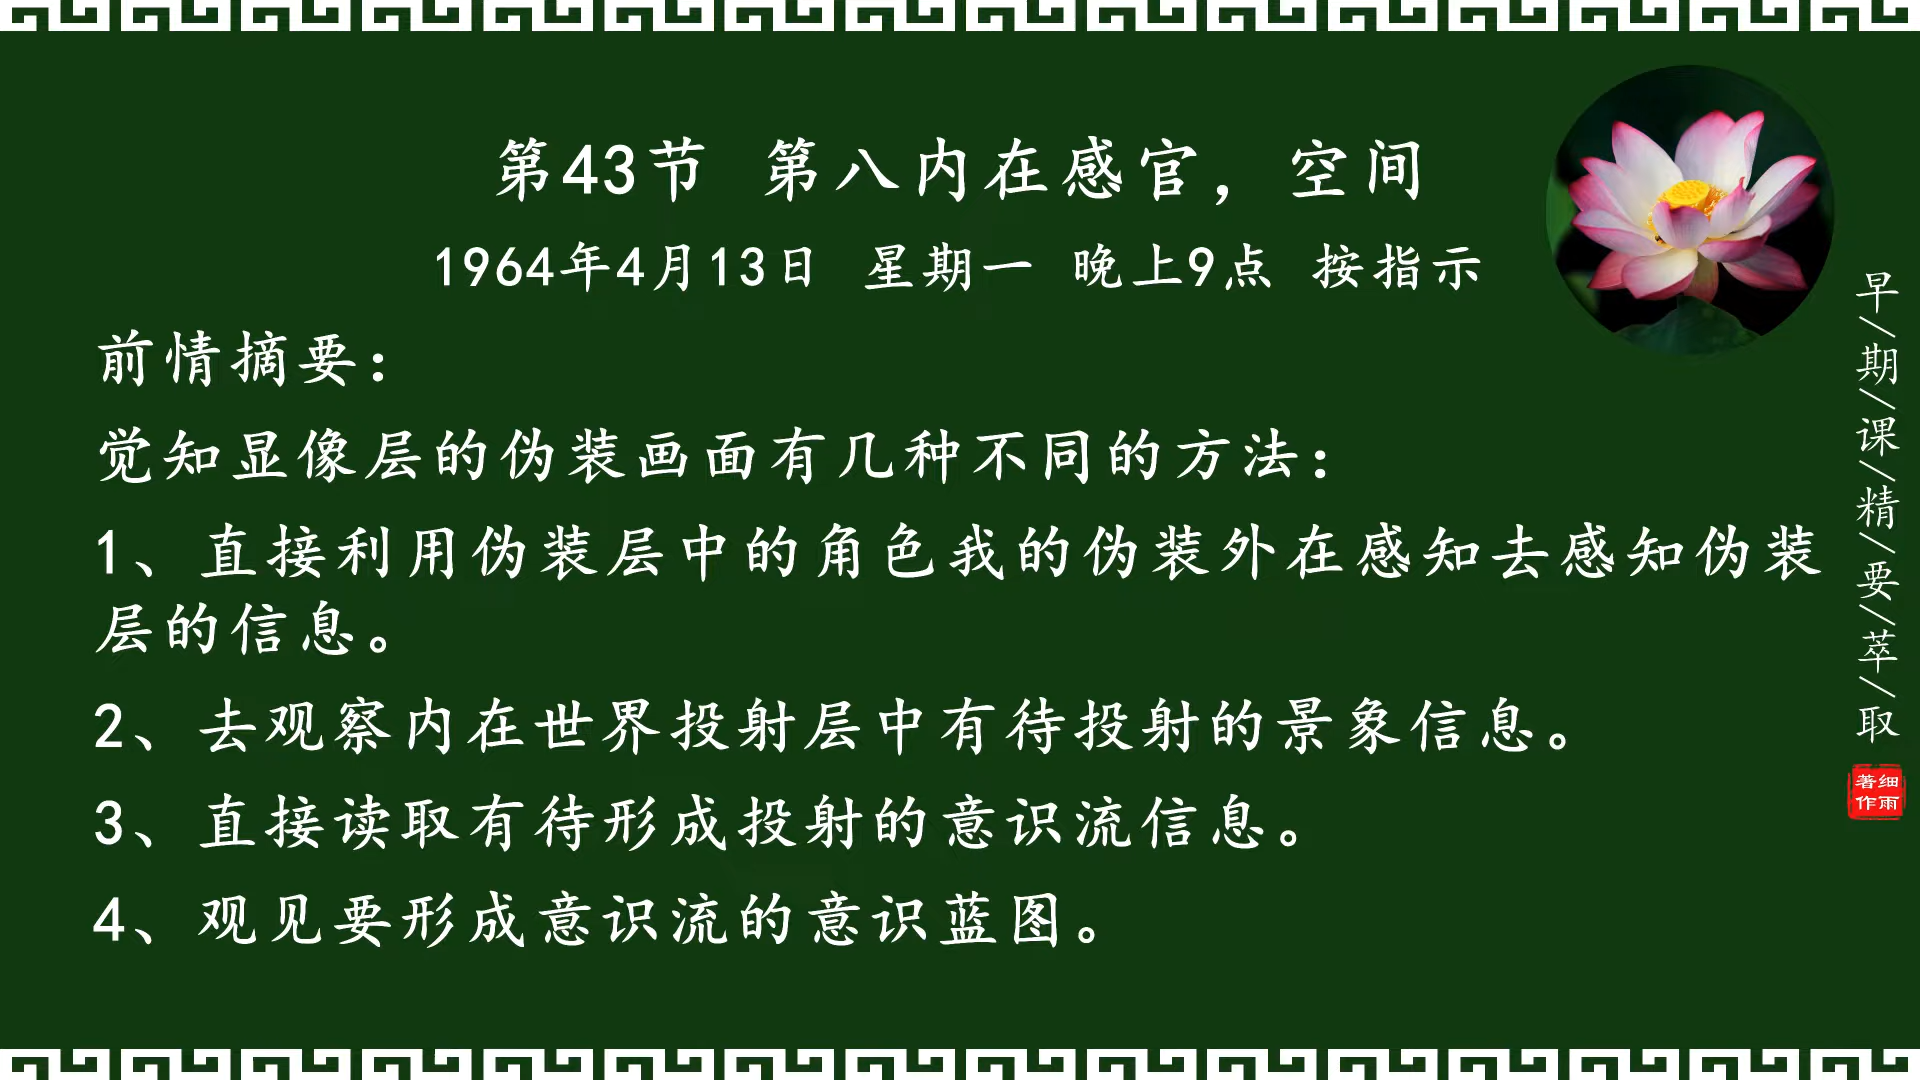 第43节 第八内在感官，空间
1964年4月13日 星期一 晚上9点 按指示
前情摘要：
觉知显像层的伪装画面有几种不同的方法：
1、直接利用伪装层中的角色我的伪装外在感知去感知伪装
层的信息。
2、去观察内在世界投射层中有待投射的景象信息。
3、直接读取有待形成投射的意识流信息。
4、观见要形成意识流的意识蓝图。
早/期/课/精/要/萃/取
细雨
著作